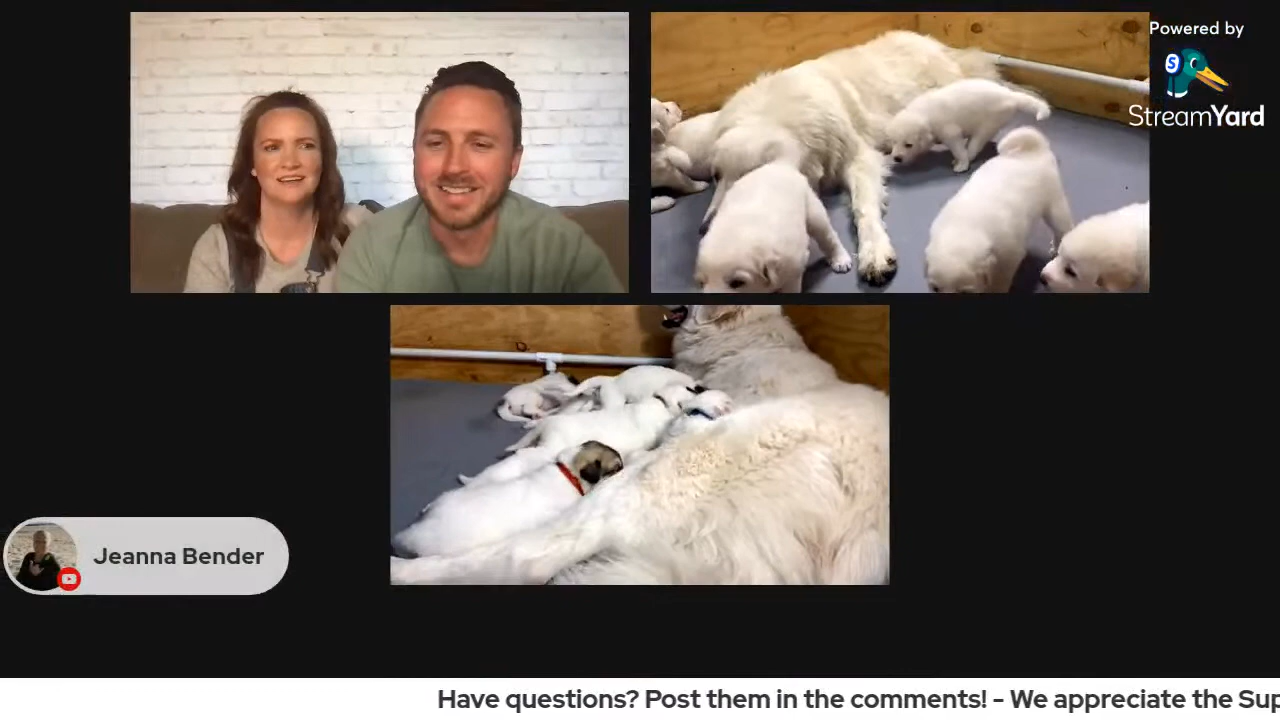 Powered by
S
StreamYard
Jeanna Bender
Have questions? Post them in the comments! - We appreciate the Sup